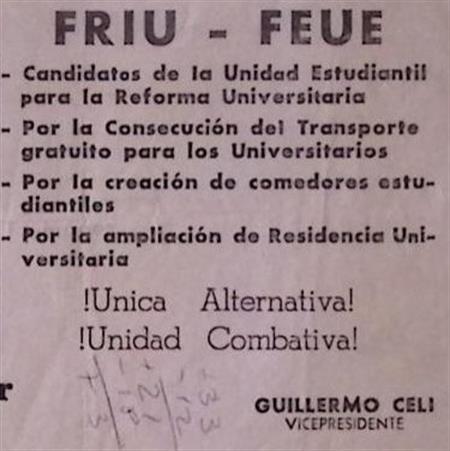 FRIU - FEUE
- Candidatos de la Unidad Estudiantil
para la Reforma Universitaria
- Por la Consecución del Transporte
gratuito para los Universitarios
- Por la creación de comedores estu-
diantiles
- Por la ampliación de Residencia Uni-
versitaria
!Unica Alternativa!
!Unidad Combativa!
r
GUILLERMO CELI
VICEPRESIDENTE